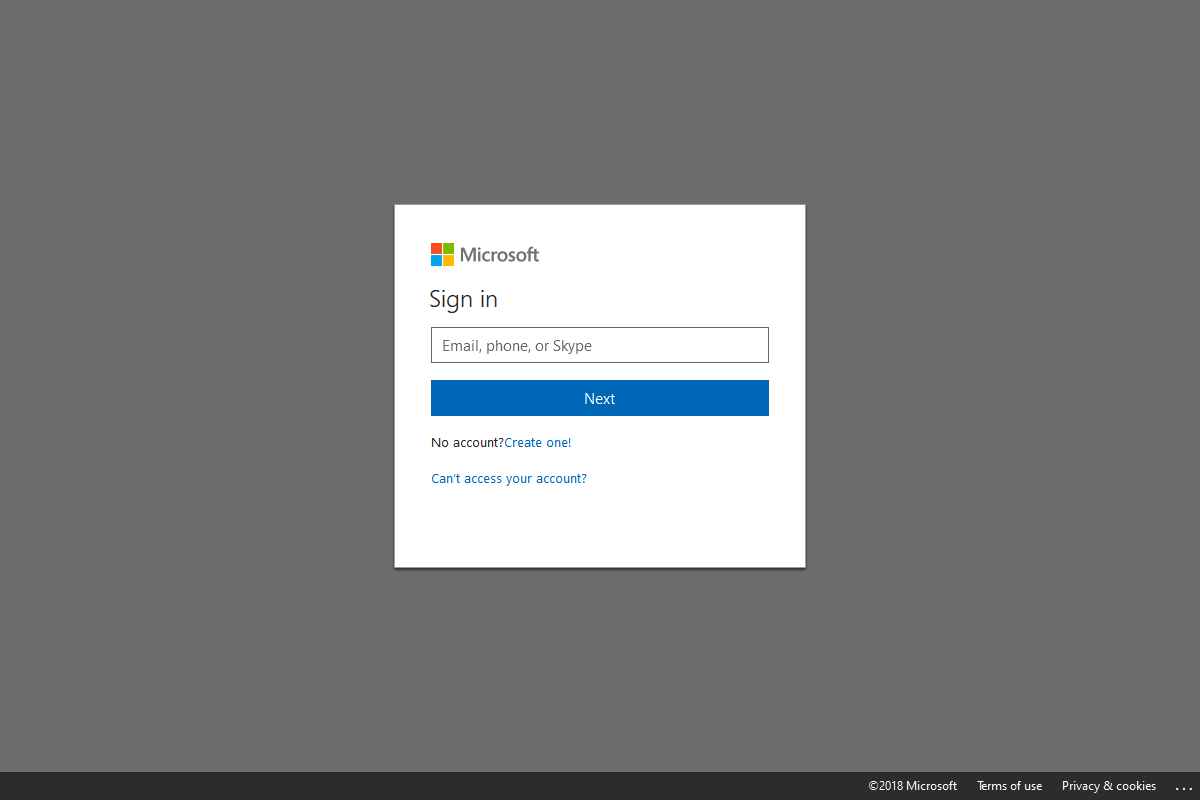 Microsoft
Sign in
Email, phone, or Skype
Next
No account?Create one!
Can't access your account?
©2018 Microsoft Terms of use Privacy & cookies ...